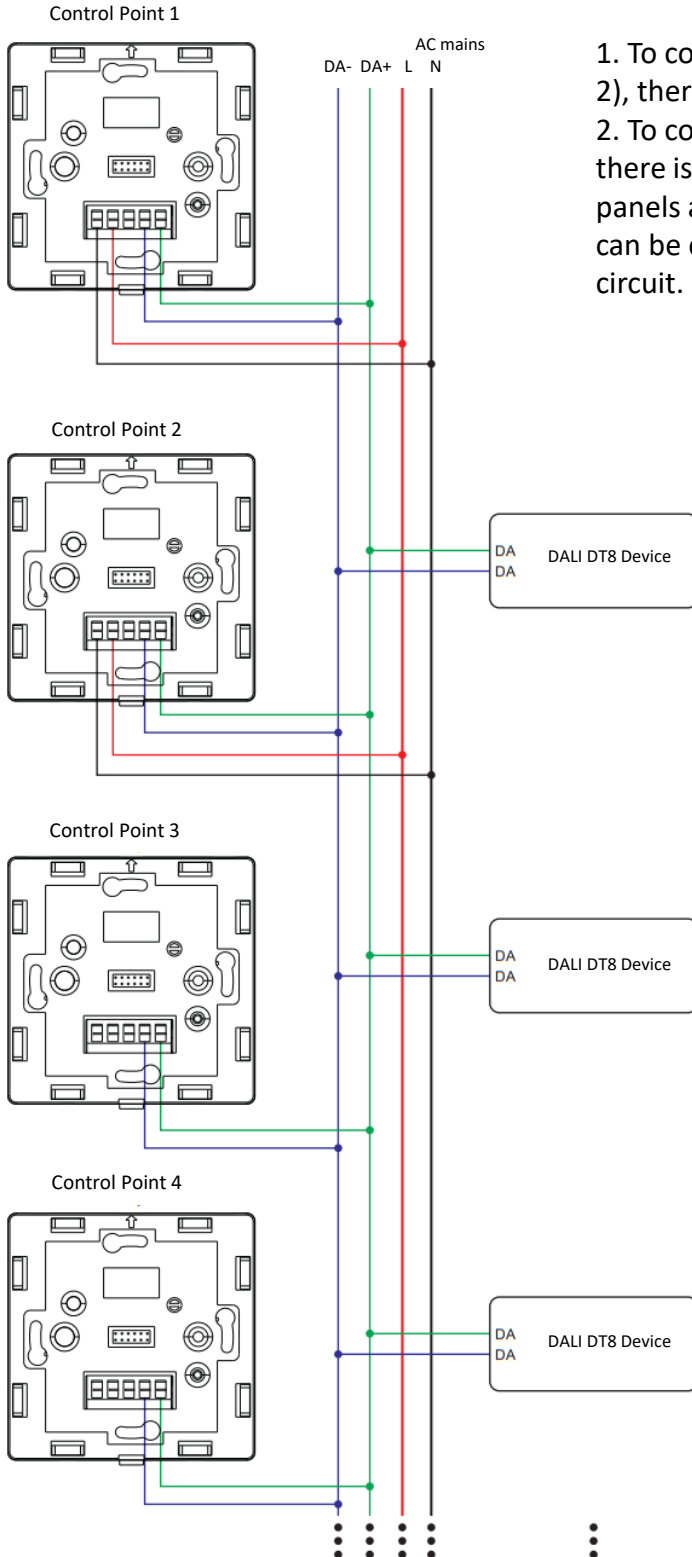 Control Point 1
AC mains
DA- DA+ L N
1. To co
2), ther
2. To co
there is
panels a
can be c
circuit.
Control Point 2
DA
DA
DALI DT8 Device
Control Point 3
DA
DA
DALI DT8 Device
Control Point 4
DA
DA
DALI DT8 Device